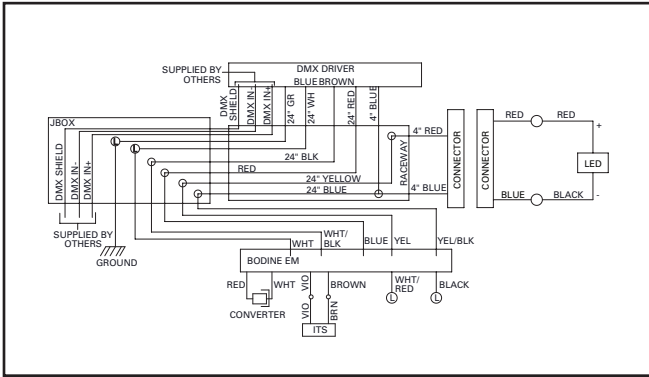 DMX DRIVER
SUPPLIED BY
OTHERS
BLUE BROWN
DMX
SHIELD
DMX IN-
DMX IN+
24" GR
24" WH
24" RED
4" BLUE
JBOX
DMX SHIELD
DMX IN-
DMX IN+
L
L
24" BLK
RED
24" YELLOW
24" BLUE
RACEWAY
4" RED
4" BLUE
CONNECTOR
CONNECTOR
RED
RED
+
LED
BLUE
BLACK
-
SUPPLIED BY
OTHERS
GROUND
WHT
WHT/
BLK
BLUE
YEL
YEL/BLK
BODINE EM
RED
WHT
CONVERTER
VIO
BROWN
VIO
BRN
ITS
WHT/
RED
L
BLACK
L